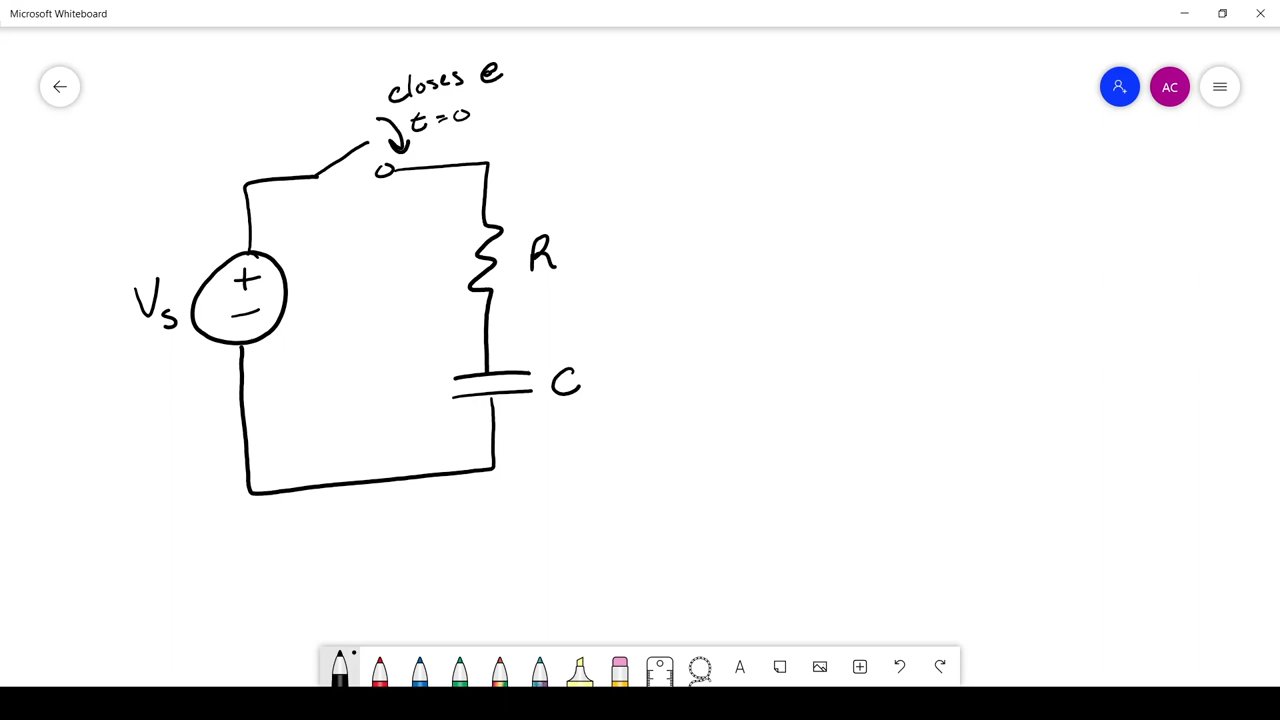 Microsoft Whiteboard
AC
closes @
t = 0
R
+
Vs
−
C
A